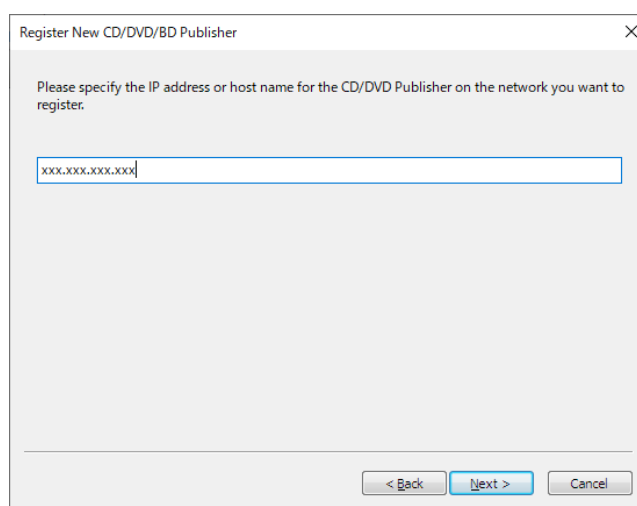 Register New CD/DVD/BD Publisher
Please specify the IP address or host name for the CD/DVD Publisher on the network you want to
register.
xxx.xxx.xxx.xxx
< Back
Next >
Cancel